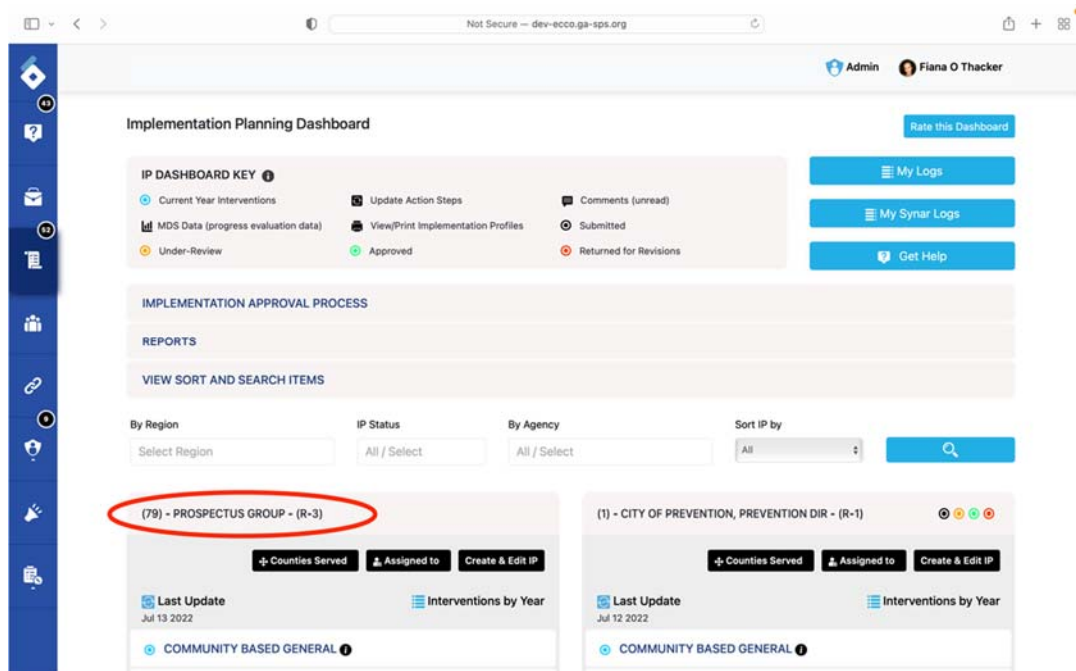 Not Secure — dev-ecco.ga-sps.org
Admin
Fiana O Thacker
43
52
9
Implementation Planning Dashboard
Rate this Dashboard
IP DASHBOARD KEY
Current Year Interventions
Update Action Steps
Comments (unread)
MDS Data (progress evaluation data)
View/Print Implementation Profiles
Submitted
Under-Review
Approved
Returned for Revisions
My Logs
My Synar Logs
Get Help
IMPLEMENTATION APPROVAL PROCESS
REPORTS
VIEW SORT AND SEARCH ITEMS
By Region
IP Status
By Agency
Sort IP by
Select Region
All / Select
All / Select
All
(79) - PROSPECTUS GROUP - (R-3)
Counties Served
Assigned to
Create & Edit IP
Last Update
Interventions by Year
Jul 13 2022
COMMUNITY BASED GENERAL
(1) - CITY OF PREVENTION, PREVENTION DIR - (R-1)
Counties Served
Assigned to
Create & Edit IP
Last Update
Interventions by Year
Jul 12 2022
COMMUNITY BASED GENERAL